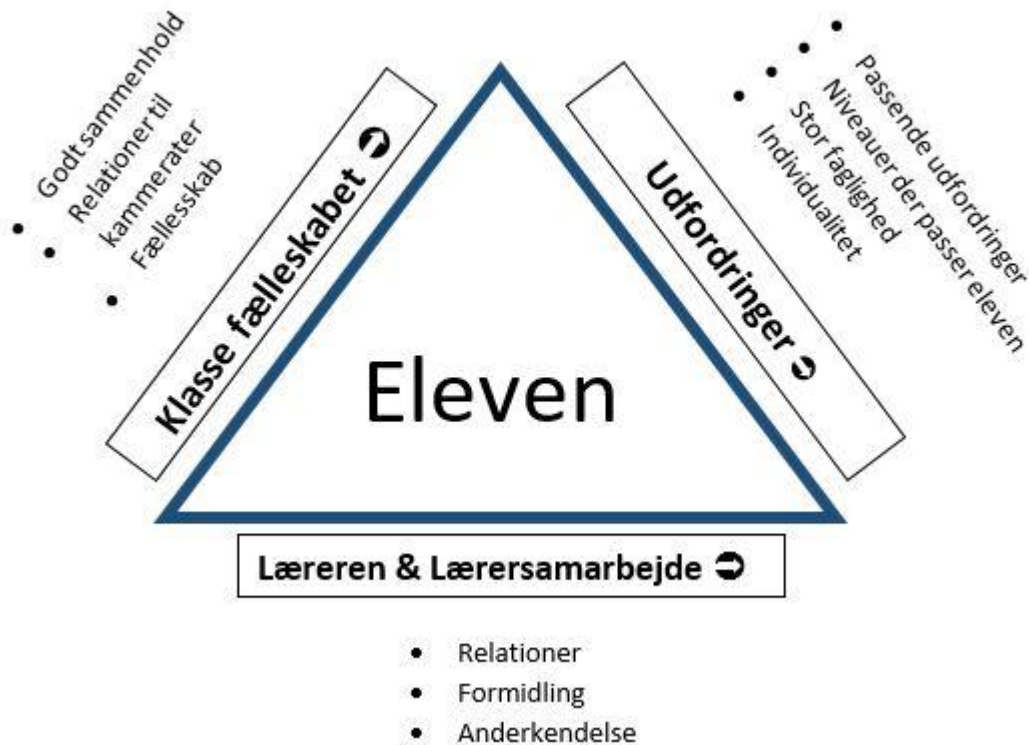 • Godt sammenhold
• Relationer til
kammerater
• Fællesskab
Klasse fælleskabet ➲
• Passende udfordringer
• Niveauer der passer eleven
• Stor faglighed
• Individualitet
Udfordringer ➲
Eleven
Læreren & Lærersamarbejde ➲
• Relationer
• Formidling
• Anderkendelse